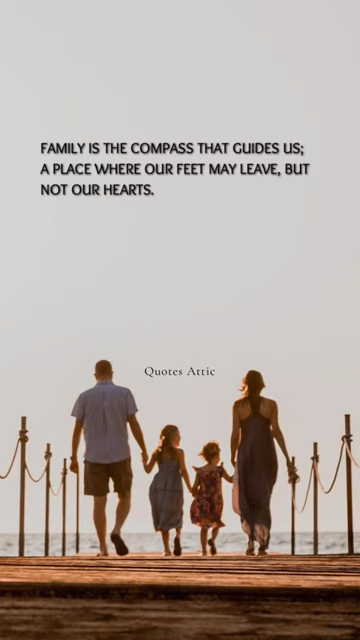 FAMILY IS THE COMPASS THAT GUIDES US;
A PLACE WHERE OUR FEET MAY LEAVE, BUT
NOT OUR HEARTS.
Quotes Attic